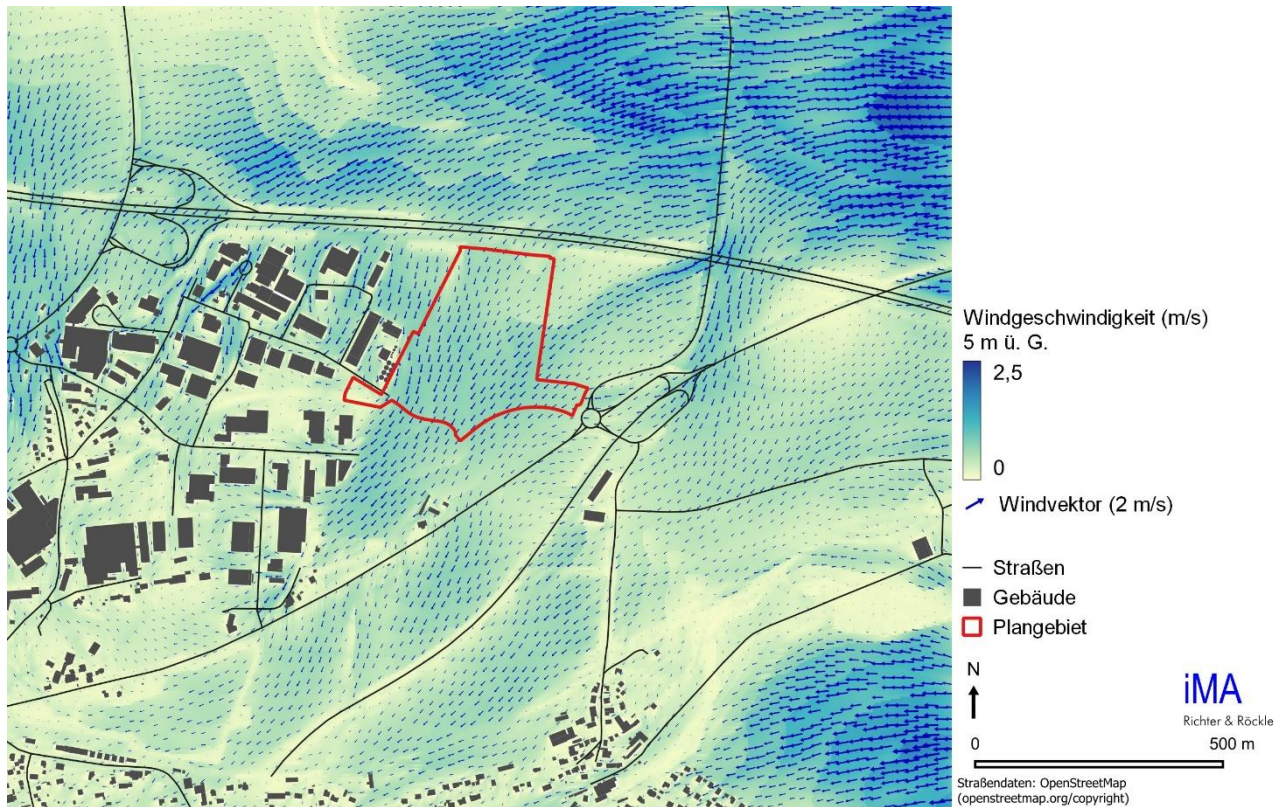 Windgeschwindigkeit (m/s)
5 m ü. G.
2,5
0
Windvektor (2 m/s)
Straßen
Gebäude
Plangebiet
N
iMA
Richter & Röckle
0
500 m
Straßendaten: OpenStreetMap
(openstreetmap.org/copyright)